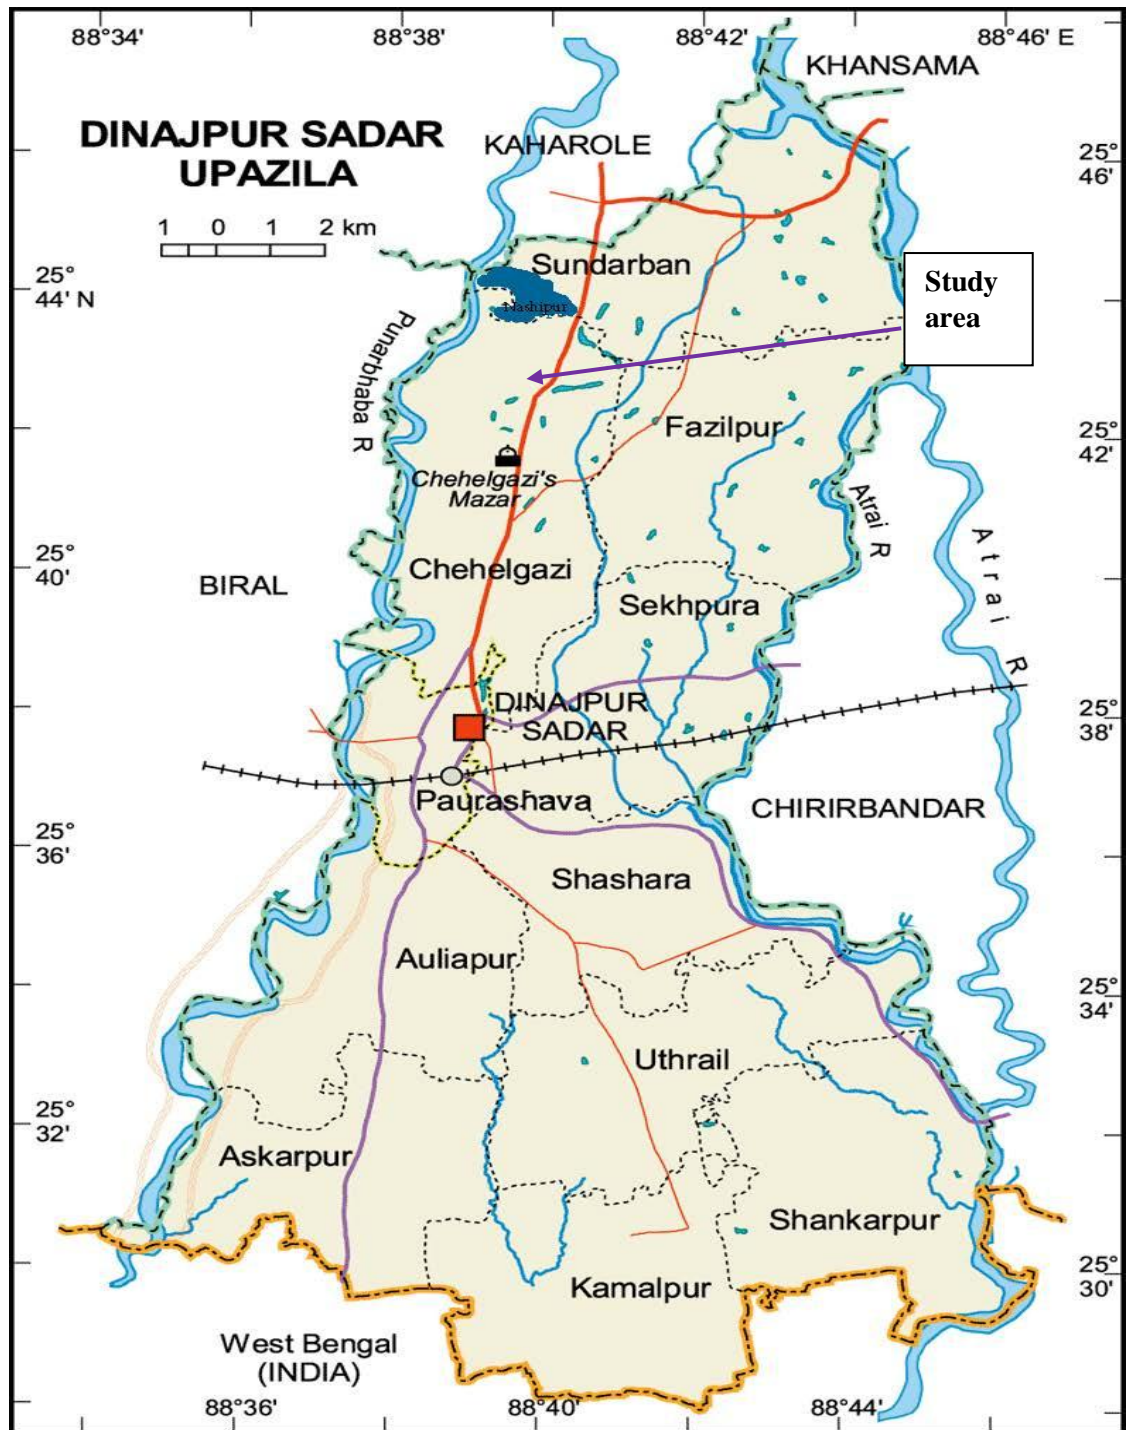 88°34'
88°38'
88°42'
88°46' E
KHANSAMA
DINAJPUR SADAR
UPAZILA
KAHAROLE
25°
46'
1 0 1 2 km
Sundarban
25°
44' N
Nashipur
Study
area
Punarbhaba R
Fazilpur
25°
42'
Chehelgazi's
Mazar
Atrai R
Atrai R
25°
40'
Chehelgazi
BIRAL
Sekhpura
DINAJPUR
SADAR
25°
38'
Paurashava
CHIRIRBANDAR
25°
36'
Shashara
Auliapur
25°
34'
Uthrail
25°
32'
Askarpur
Shankarpur
25°
30'
Kamalpur
West Bengal
(INDIA)
88°36'
88°40'
88°44'